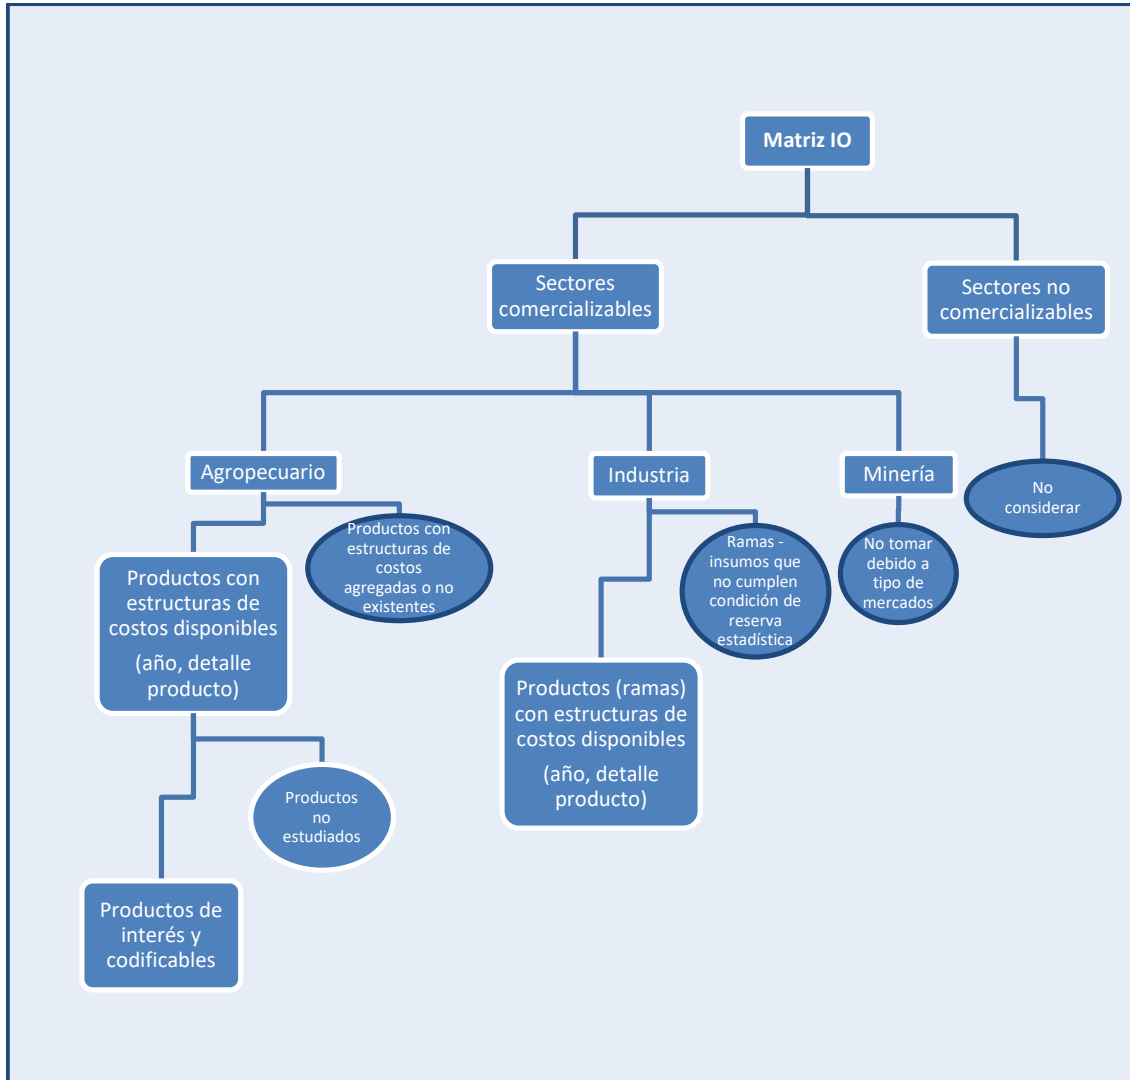 Matriz IO
Sectores
comercializables
Sectores no
comercializables
Agropecuario
Industria
Minería
No
considerar
Productos con
estructuras de
costos
agregadas o no
existentes
Ramas -
insumos que
no cumplen
condición de
reserva
estadística
No tomar
debido a
tipo de
mercados
Productos con
estructuras de
costos disponibles
(año, detalle
producto)
Productos (ramas)
con estructuras de
costos disponibles
(año, detalle
producto)
Productos
no
estudiados
Productos de
interés y
codificables